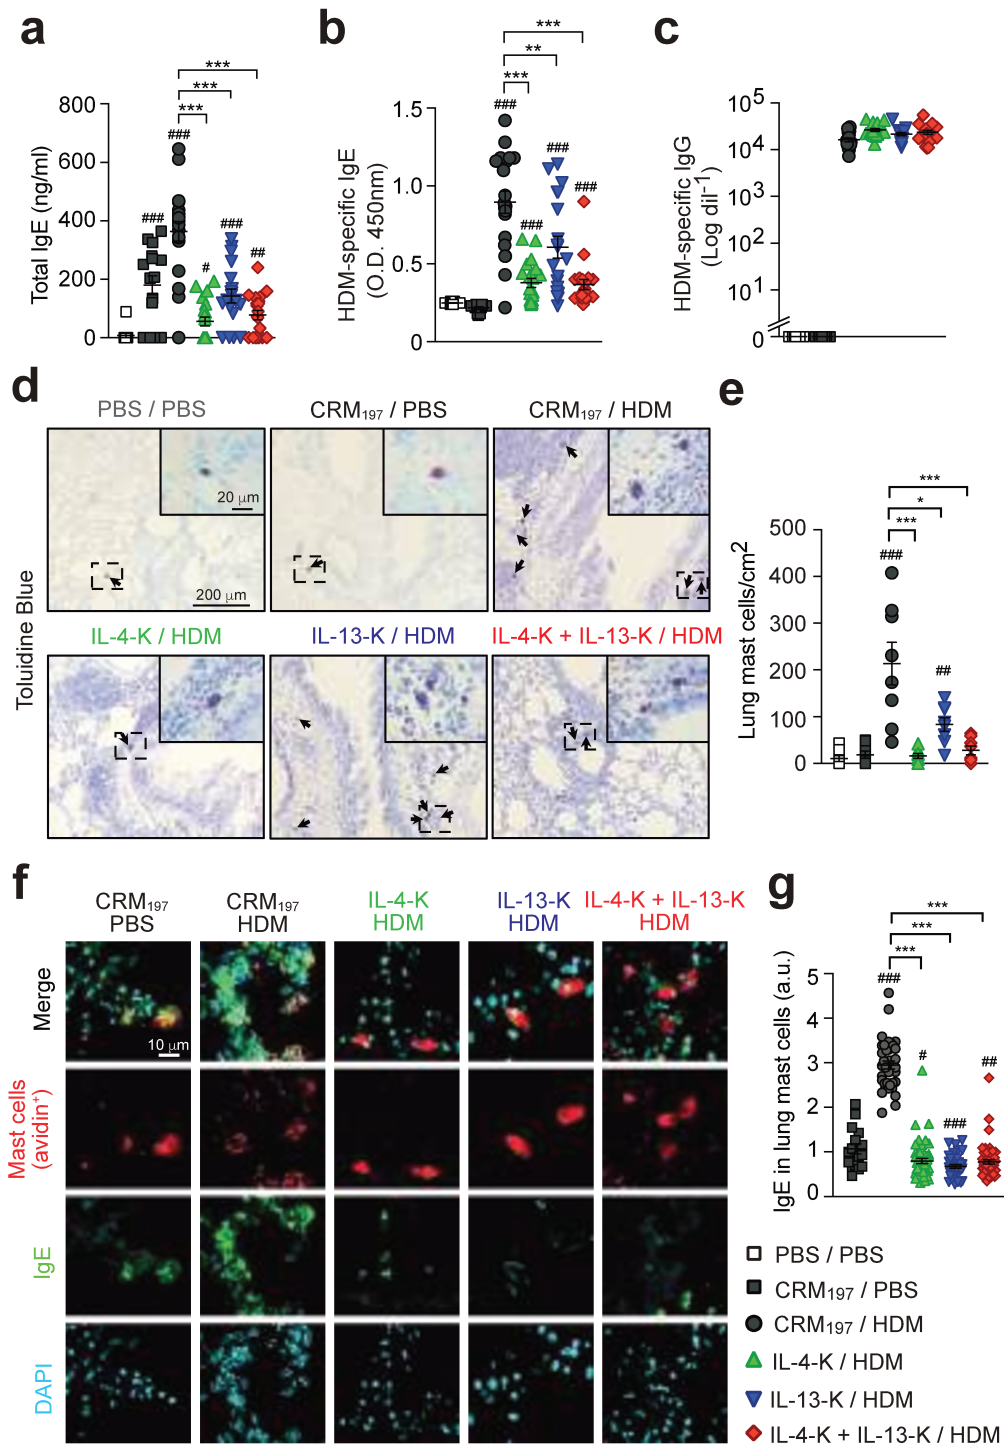 a
Total IgE (ng/ml)
800
600
400
200
0
###
###
#
###
##
***
***
***
b
HDM-specific IgE
(O.D. 450nm)
1.5
1.0
0.5
0
###
###
###
###
***
**
***
c
HDM-specific IgG
(Log dil⁻¹)
10⁵
10⁴
10³
10²
10¹
0
d
Toluidine Blue
PBS / PBS
CRM₁₉₇ / PBS
CRM₁₉₇ / HDM
20 μm
200 μm
IL-4-K / HDM
IL-13-K / HDM
IL-4-K + IL-13-K / HDM
e
Lung mast cells/cm²
500
400
300
200
100
0
###
##
***
*
***
f
CRM₁₉₇
PBS
CRM₁₉₇
HDM
IL-4-K
HDM
IL-13-K
HDM
IL-4-K + IL-13-K
HDM
Merge
10 μm
Mast cells
(avidin⁺)
IgE
DAPI
g
IgE in lung mast cells (a.u.)
5
4
3
2
1
0
###
#
###
##
***
***
***
PBS / PBS
CRM₁₉₇ / PBS
CRM₁₉₇ / HDM
IL-4-K / HDM
IL-13-K / HDM
IL-4-K + IL-13-K / HDM